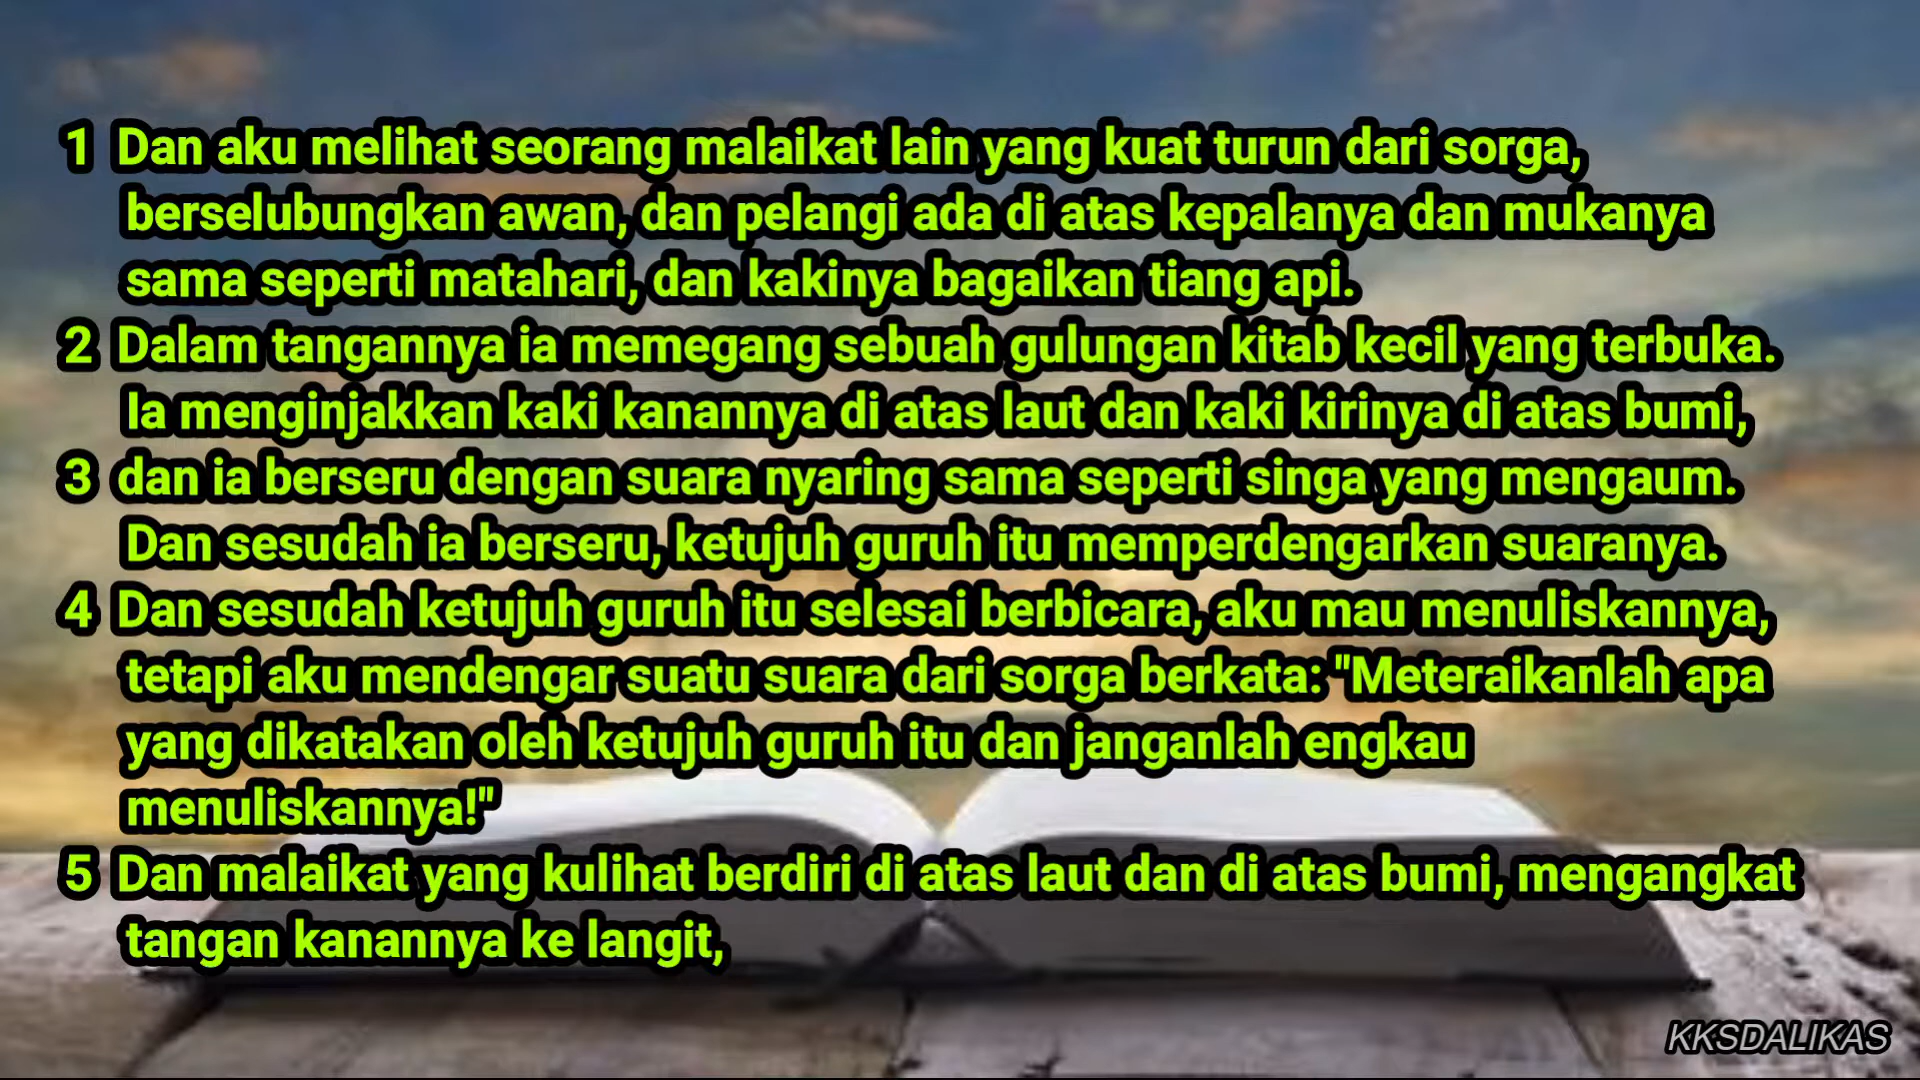 1 Dan aku melihat seorang malaikat lain yang kuat turun dari sorga,
berselubungkan awan, dan pelangi ada di atas kepalanya dan mukanya
sama seperti matahari, dan kakinya bagaikan tiang api.
2 Dalam tangannya ia memegang sebuah gulungan kitab kecil yang terbuka.
Ia menginjakkan kaki kanannya di atas laut dan kaki kirinya di atas bumi,
3 dan ia berseru dengan suara nyaring sama seperti singa yang mengaum.
Dan sesudah ia berseru, ketujuh guruh itu memperdengarkan suaranya.
4 Dan sesudah ketujuh guruh itu selesai berbicara, aku mau menuliskannya,
tetapi aku mendengar suatu suara dari sorga berkata: "Meteraikanlah apa
yang dikatakan oleh ketujuh guruh itu dan janganlah engkau
menuliskannya!"
5 Dan malaikat yang kulihat berdiri di atas laut dan di atas bumi, mengangkat
tangan kanannya ke langit,
KKSDALIKAS